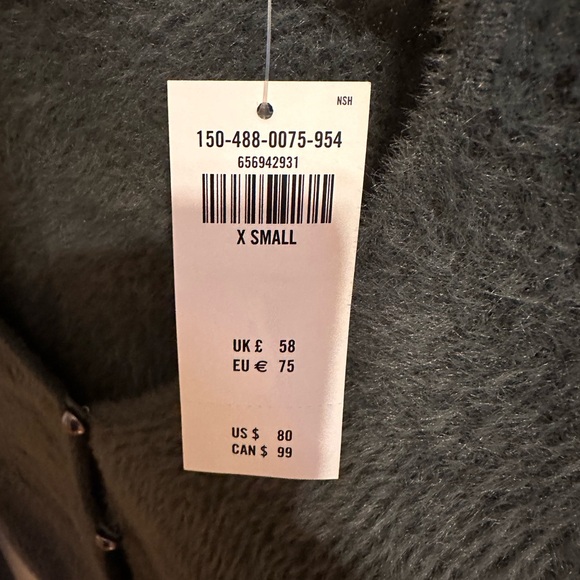 NSH
150-488-0075-954
656942931
X SMALL
UK £ 58
EU € 75
US $ 80
CAN $ 99